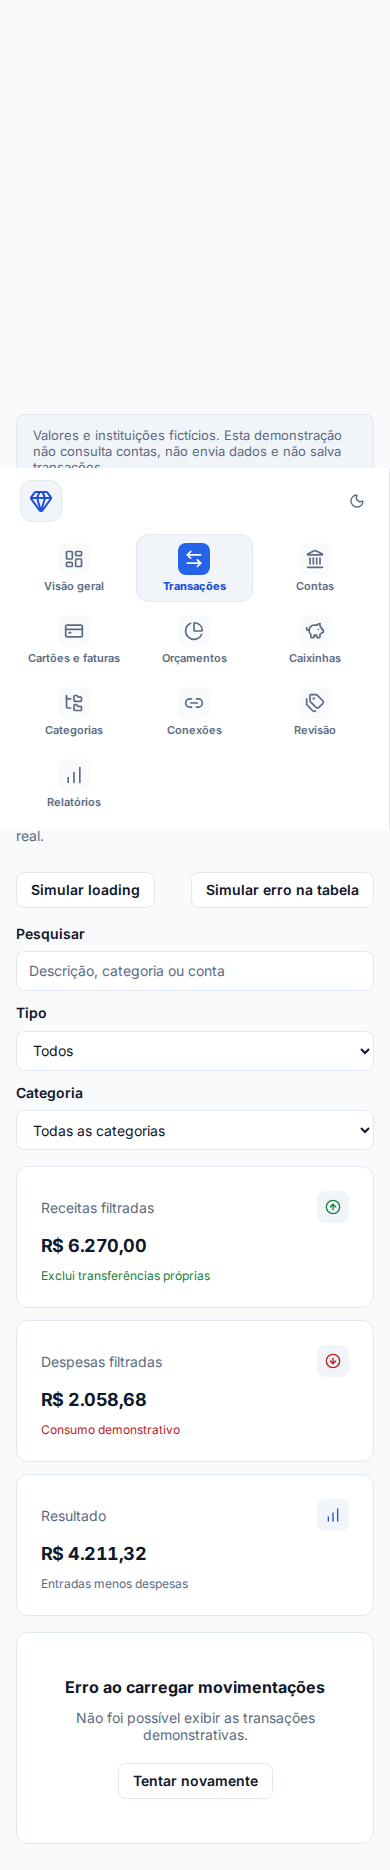 Valores e instituições fictícios. Esta demonstração
não consulta contas, não envia dados e não salva
transações.
Visão geral
Transações
Contas
Cartões e faturas
Orçamentos
Caixinhas
Categorias
Conexões
Revisão
Relatórios
real.
Simular loading
Simular erro na tabela
Pesquisar
Descrição, categoria ou conta
Tipo
Todos
Categoria
Todas as categorias
Receitas filtradas
R$ 6.270,00
Exclui transferências próprias
Despesas filtradas
R$ 2.058,68
Consumo demonstrativo
Resultado
R$ 4.211,32
Entradas menos despesas
Erro ao carregar movimentações
Não foi possível exibir as transações
demonstrativas.
Tentar novamente